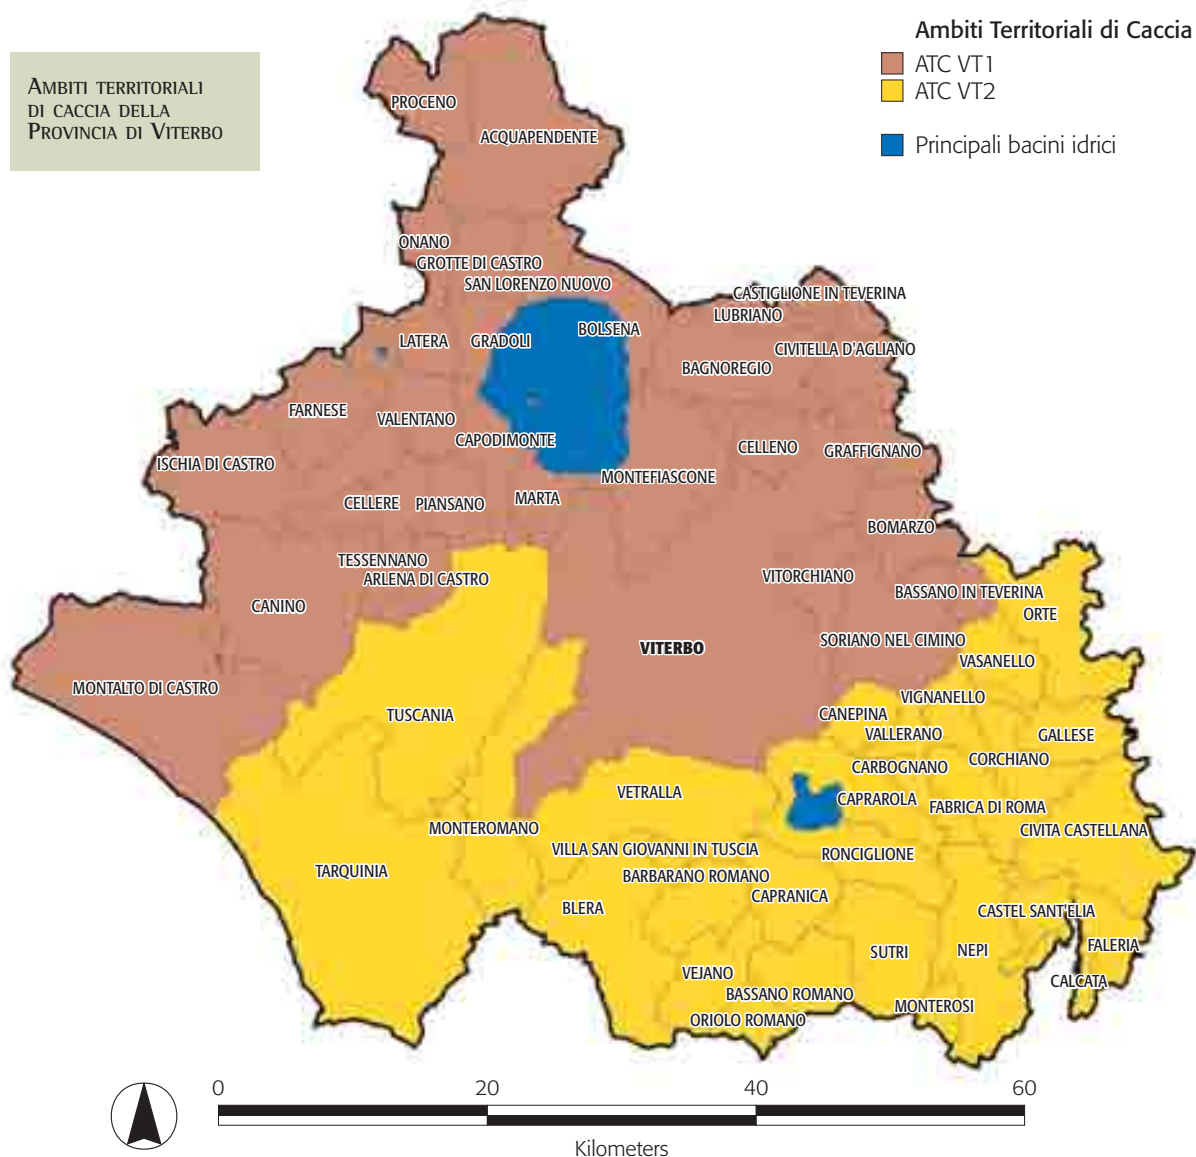 Ambiti Territoriali di Caccia
ATC VT1
ATC VT2
Principali bacini idrici
AMBITI TERRITORIALI
DI CACCIA DELLA
PROVINCIA DI VITERBO
PROCENO
ACQUAPENDENTE
ONANO
GROTTE DI CASTRO
SAN LORENZO NUOVO
CASTIGLIONE IN TEVERINA
LUBRIANO
BOLSENA
LATERA
GRADOLI
CIVITELLA D'AGLIANO
BAGNOREGIO
FARNESE
VALENTANO
CAPODIMONTE
CELLENO
GRAFFIGNANO
ISCHIA DI CASTRO
MONTEFIASCONE
CELLERE
PIANSANO
MARTA
BOMARZO
TESSENNANO
ARLENA DI CASTRO
VITORCHIANO
BASSANO IN TEVERINA
CANINO
ORTE
SORIANO NEL CIMINO
VITERBO
VASANELLO
MONTALTO DI CASTRO
VIGNANELLO
TUSCANIA
CANEPINA
VALLERANO
GALLESE
CORCHIANO
CARBOGNANO
VETRALLA
CAPRAROLA
FABRICA DI ROMA
MONTEROMANO
CIVITA CASTELLANA
VILLA SAN GIOVANNI IN TUSCIA
RONCIGLIONE
TARQUINIA
BARBARANO ROMANO
CAPRANICA
BLERA
CASTEL SANT'ELIA
FALERIA
SUTRI
NEPI
VEJANO
CALCATA
BASSANO ROMANO
MONTEROSI
ORIOLO ROMANO
0 20 40 60
Kilometers